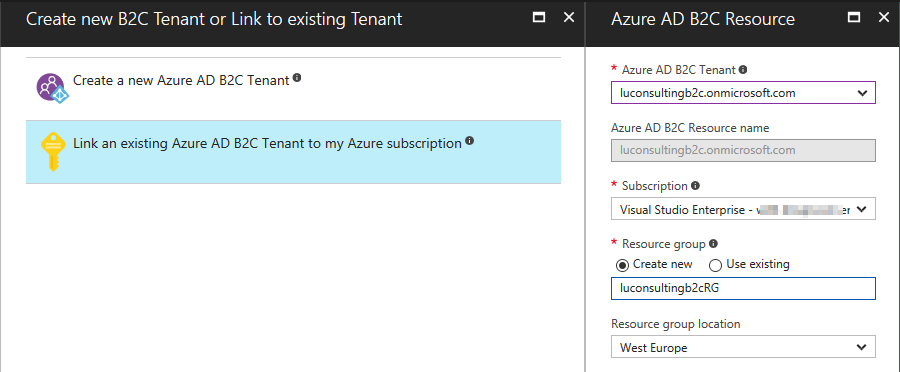 Create new B2C Tenant or Link to existing Tenant
Create a new Azure AD B2C Tenant
Link an existing Azure AD B2C Tenant to my Azure subscription
Azure AD B2C Resource
* Azure AD B2C Tenant
luconsultingb2c.onmicrosoft.com
Azure AD B2C Resource name
luconsultingb2c.onmicrosoft.com
* Subscription
Visual Studio Enterprise -
* Resource group
Create new Use existing
luconsultingb2cRG
Resource group location
West Europe